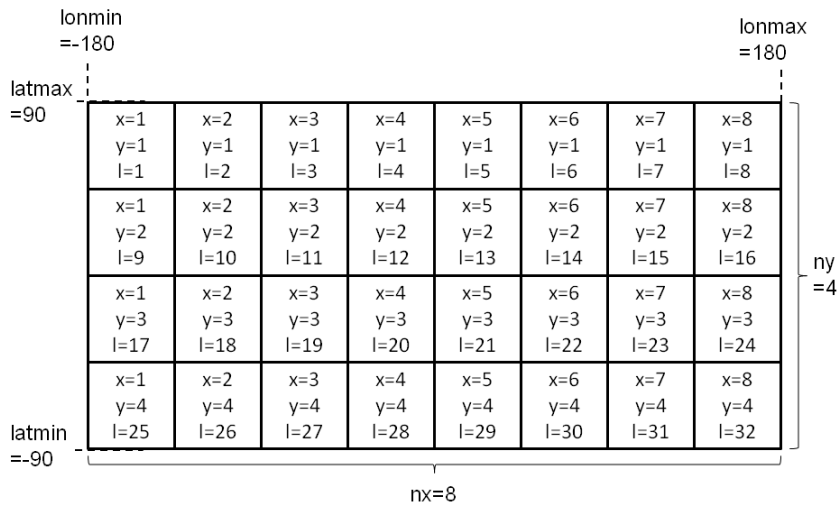 lonmin
=-180
lonmax
=180
latmax
=90
x=1 x=2 x=3 x=4 x=5 x=6 x=7 x=8
y=1 y=1 y=1 y=1 y=1 y=1 y=1 y=1
l=1 l=2 l=3 l=4 l=5 l=6 l=7 l=8
x=1 x=2 x=3 x=4 x=5 x=6 x=7 x=8
y=2 y=2 y=2 y=2 y=2 y=2 y=2 y=2
l=9 l=10 l=11 l=12 l=13 l=14 l=15 l=16
ny
=4
x=1 x=2 x=3 x=4 x=5 x=6 x=7 x=8
y=3 y=3 y=3 y=3 y=3 y=3 y=3 y=3
l=17 l=18 l=19 l=20 l=21 l=22 l=23 l=24
x=1 x=2 x=3 x=4 x=5 x=6 x=7 x=8
y=4 y=4 y=4 y=4 y=4 y=4 y=4 y=4
l=25 l=26 l=27 l=28 l=29 l=30 l=31 l=32
latmin
=-90
nx=8